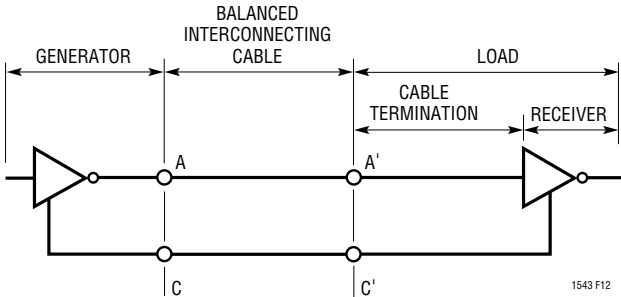 BALANCED
INTERCONNECTING
CABLE
GENERATOR
LOAD
CABLE
TERMINATION
RECEIVER
A
A'
C
C'
1543 F12